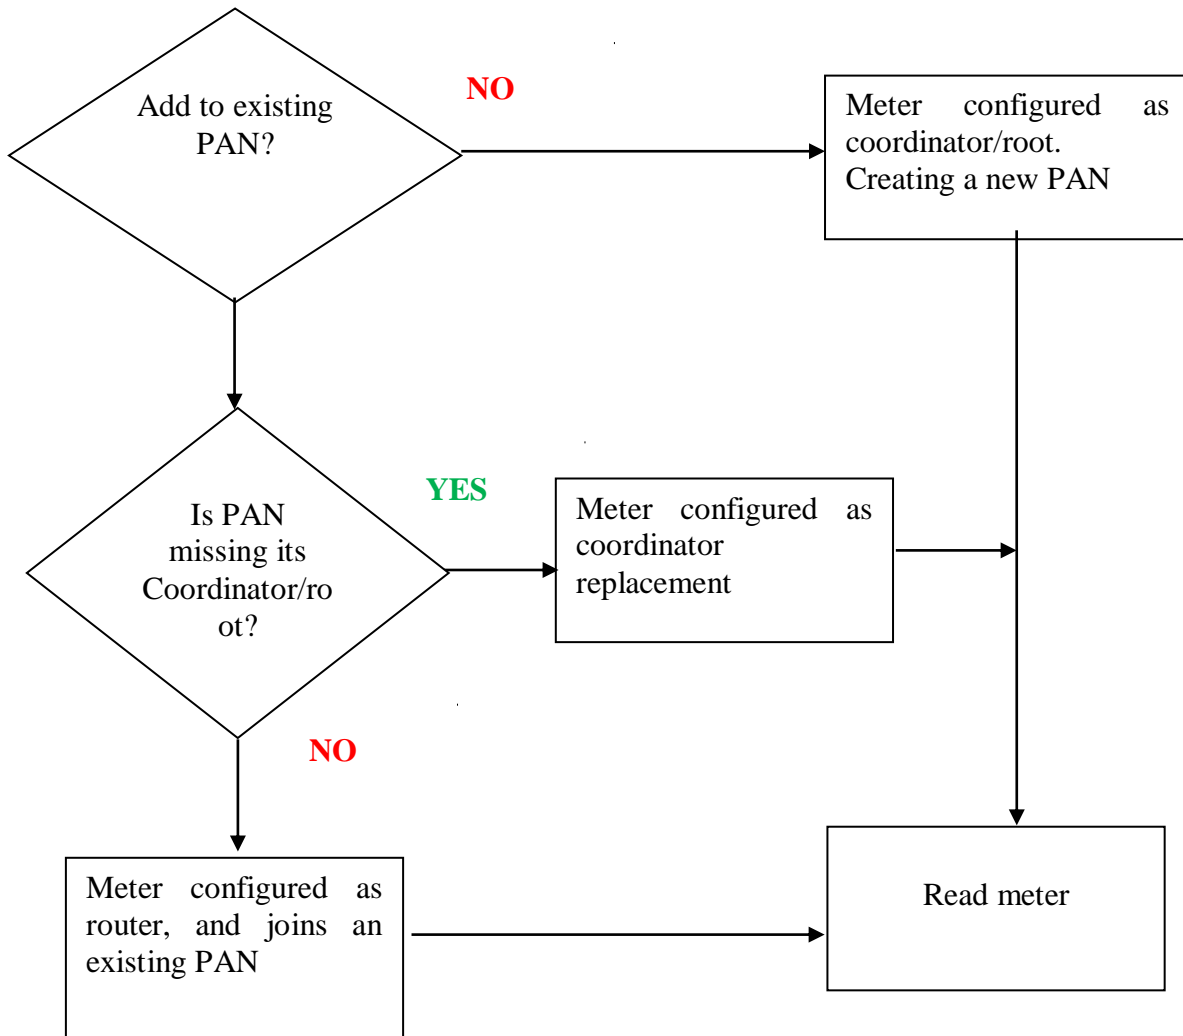 Add to existing
PAN?
NO
Meter configured as
coordinator/root.
Creating a new PAN
Is PAN
missing its
Coordinator/ro
ot?
YES
Meter configured as
coordinator
replacement
NO
Meter configured as
router, and joins an
existing PAN
Read meter